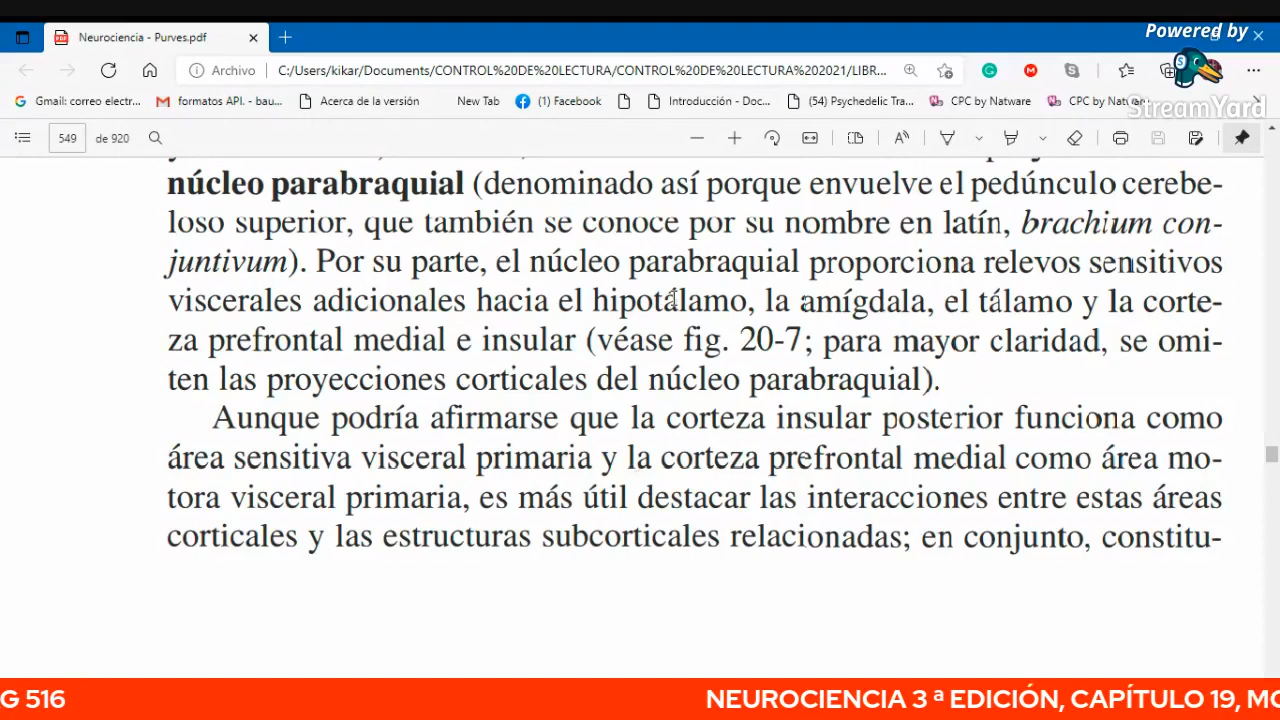 Powered by
Neurociencia - Purves.pdf
Archivo
C:/Users/kikar/Documents/CONTROL%20DE%20LECTURA/CONTROL%20DE%20LECTURA%202021/LIBR...
Gmail: correo electr...
formatos API. - bau...
Acerca de la versión
New Tab
(1) Facebook
Introducción - Doc...
(54) Psychedelic Tra...
CPC by Natware
CPC by Natware
StreamYard
549
de 920
núcleo parabraquial (denominado así porque envuelve el pedúnculo cerebe-
loso superior, que también se conoce por su nombre en latín, brachium con-
juntivum). Por su parte, el núcleo parabraquial proporciona relevos sensitivos
viscerales adicionales hacia el hipotálamo, la amígdala, el tálamo y la corte-
za prefrontal medial e insular (véase fig. 20-7; para mayor claridad, se omi-
ten las proyecciones corticales del núcleo parabraquial).
Aunque podría afirmarse que la corteza insular posterior funciona como
área sensitiva visceral primaria y la corteza prefrontal medial como área mo-
tora visceral primaria, es más útil destacar las interacciones entre estas áreas
corticales y las estructuras subcorticales relacionadas; en conjunto, constitu-
G 516
NEUROCIENCIA 3 ª EDICIÓN, CAPÍTULO 19, MO